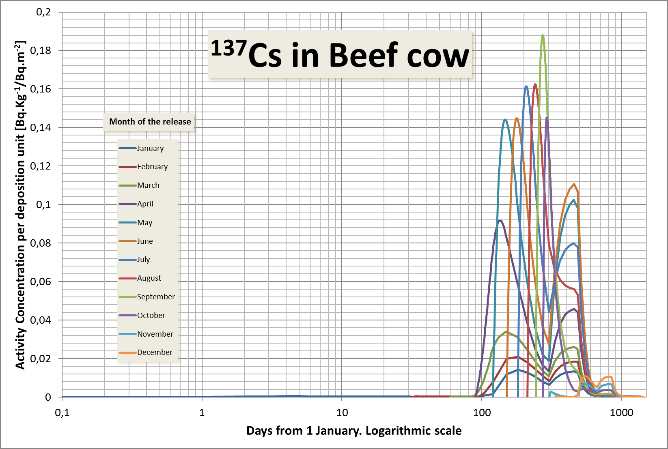 ¹³⁷Cs in Beef cow
Activity Concentration per deposition unit [Bq.Kg⁻¹/Bq.m⁻²]
0,2
0,18
0,16
0,14
0,12
0,1
0,08
0,06
0,04
0,02
0
Month of the release
January
February
March
April
May
June
July
August
September
October
November
December
0,1
1
10
100
1000
Days from 1 January. Logarithmic scale